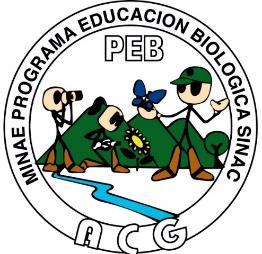 MINAE PROGRAMA EDUCACION BIOLOGICA SINAC
PEB
ACG